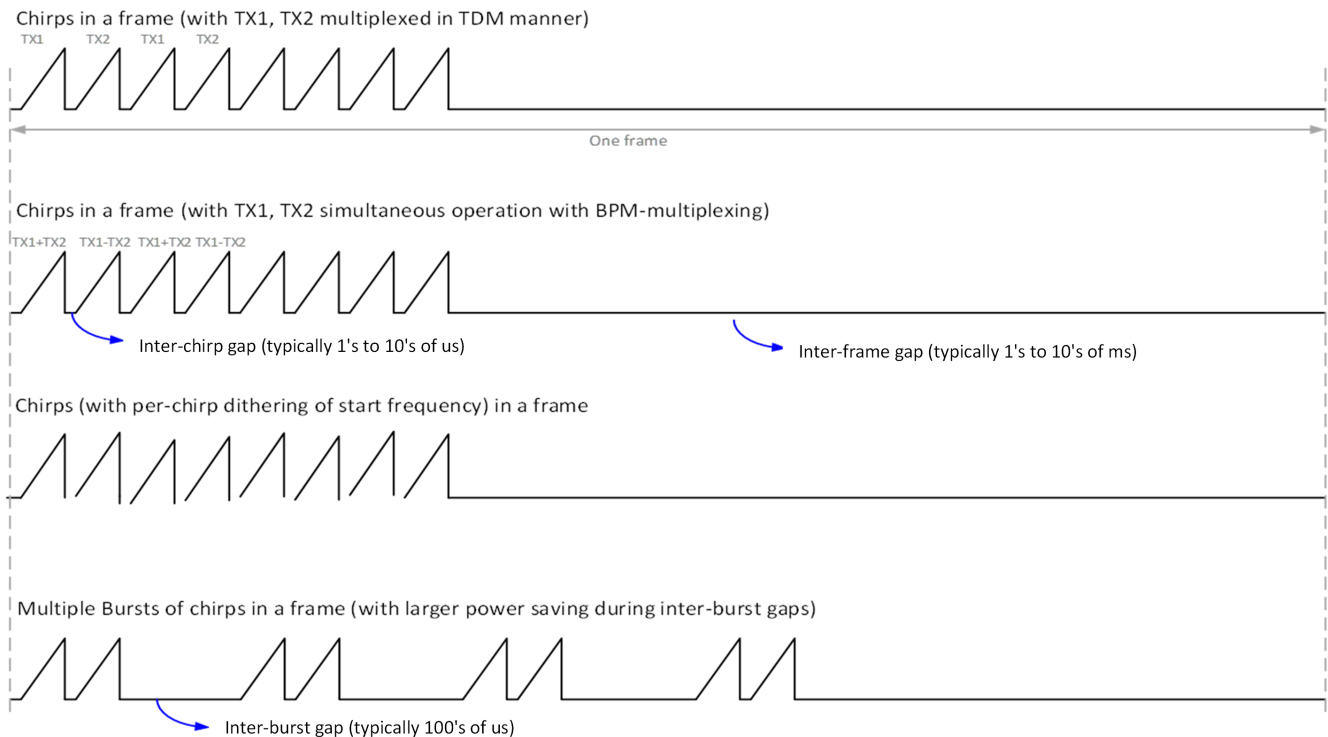 Chirps in a frame (with TX1, TX2 multiplexed in TDM manner)
TX1 TX2 TX1 TX2
One frame
Chirps in a frame (with TX1, TX2 simultaneous operation with BPM-multiplexing)
TX1+TX2 TX1-TX2 TX1+TX2 TX1-TX2
Inter-chirp gap (typically 1's to 10's of us)
Inter-frame gap (typically 1's to 10's of ms)
Chirps (with per-chirp dithering of start frequency) in a frame
Multiple Bursts of chirps in a frame (with larger power saving during inter-burst gaps)
Inter-burst gap (typically 100's of us)